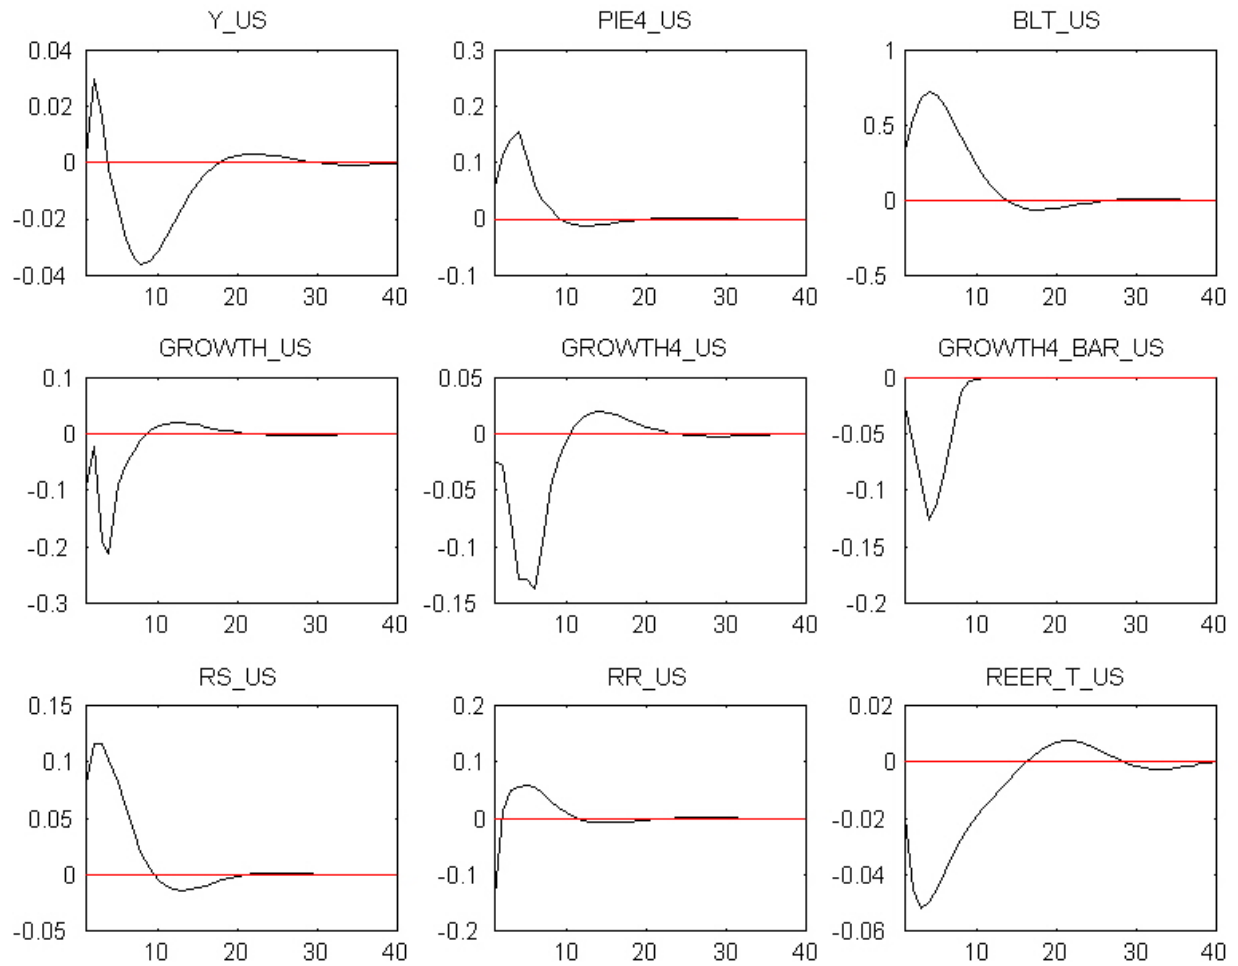 Y_US PIE4_US BLT_US
0.04 0.3 1
0.02 0.2 0.5
0 0.1 0
-0.02 0 -0.5
-0.04 -0.1
10 20 30 40 10 20 30 40 10 20 30 40
GROWTH_US GROWTH4_US GROWTH4_BAR_US
0.1 0.05 0
0 0 -0.05
-0.1 -0.05 -0.1
-0.2 -0.1 -0.15
-0.3 -0.15 -0.2
10 20 30 40 10 20 30 40 10 20 30 40
RS_US RR_US REER_T_US
0.15 0.2 0.02
0.1 0.1 0
0.05 0 -0.02
0 -0.1 -0.04
-0.05 -0.2 -0.06
10 20 30 40 10 20 30 40 10 20 30 40